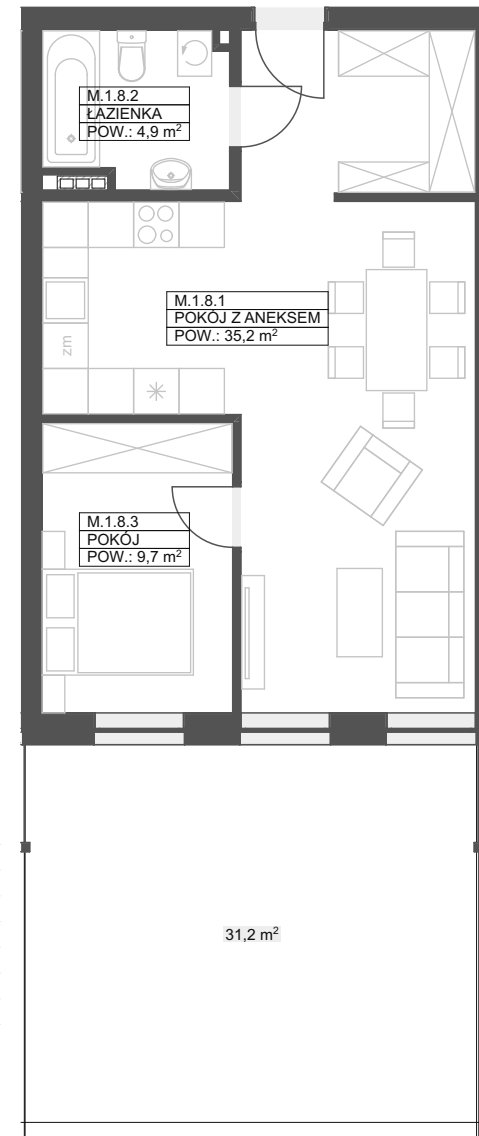 M.1.8.2
ŁAZIENKA
POW.: 4,9 m²
M.1.8.1
POKÓJ Z ANEKSEM
POW.: 35,2 m²
zm
M.1.8.3
POKÓJ
POW.: 9,7 m²
31,2 m²